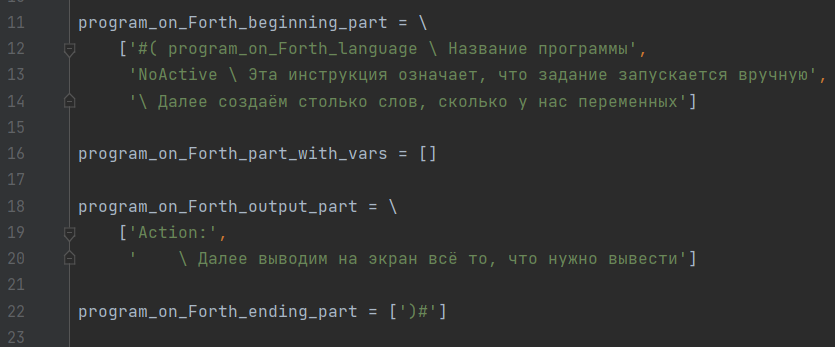 11 program_on_Forth_beginning_part = \
12 ['#( program_on_Forth_language \ Название программы',
13 'NoActive \ Эта инструкция означает, что задание запускается вручную',
14 '\ Далее создаём столько слов, сколько у нас переменных']
15
16 program_on_Forth_part_with_vars = []
17
18 program_on_Forth_output_part = \
19 ['Action:',
20 '    \ Далее выводим на экран всё то, что нужно вывести']
21
22 program_on_Forth_ending_part = [')#']
23